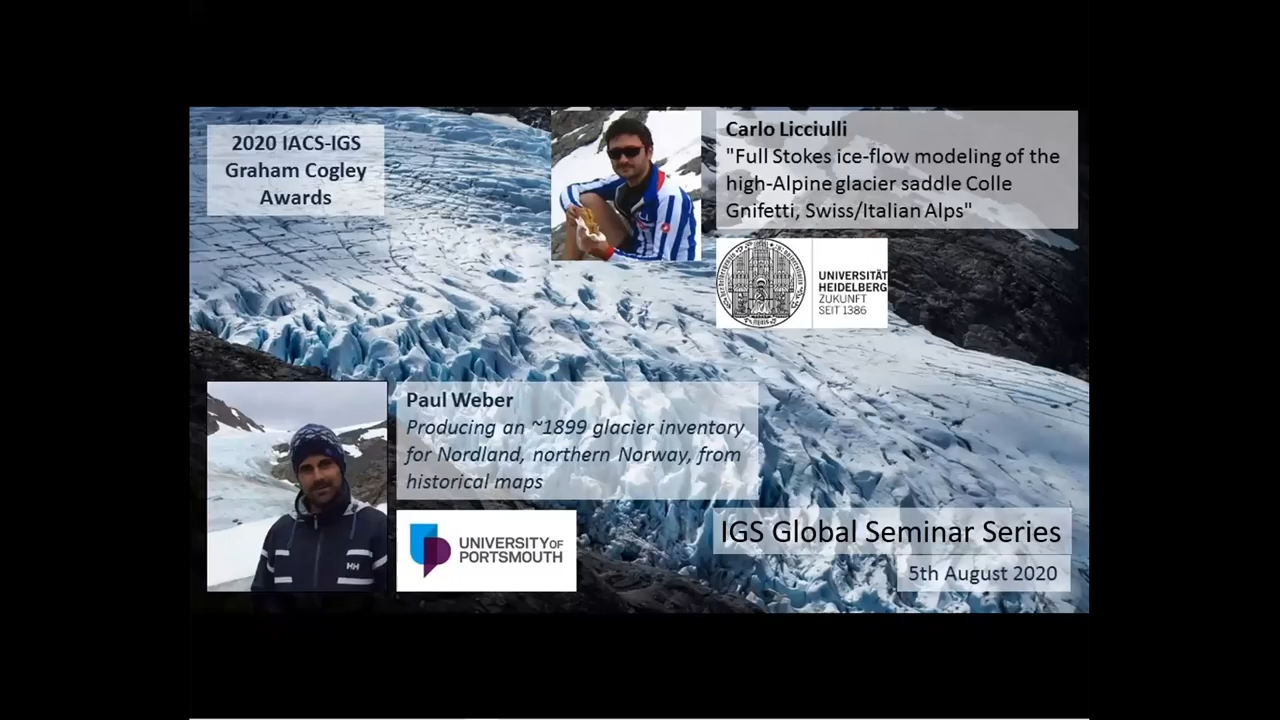 2020 IACS-IGS
Graham Cogley
Awards
Carlo Licciulli
"Full Stokes ice-flow modeling of the
high-Alpine glacier saddle Colle
Gnifetti, Swiss/Italian Alps"
UNIVERSITÄT
HEIDELBERG
ZUKUNFT
SEIT 1386
Paul Weber
Producing an ~1899 glacier inventory
for Nordland, northern Norway, from
historical maps
HH
UNIVERSITY OF
PORTSMOUTH
IGS Global Seminar Series
5th August 2020